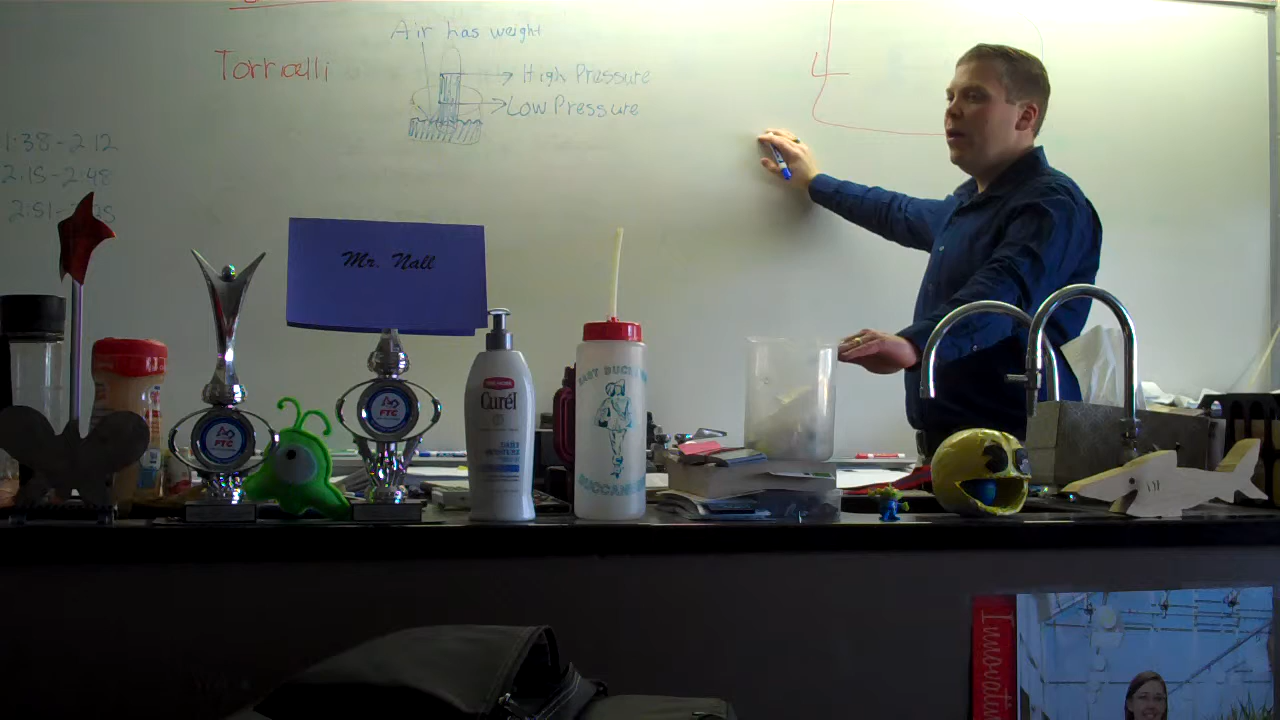 Air has weight
Torricelli
High Pressure
Low Pressure
1:38-2:12
2:15-2:48
Mr. Nall
Curél
FTC
FTC